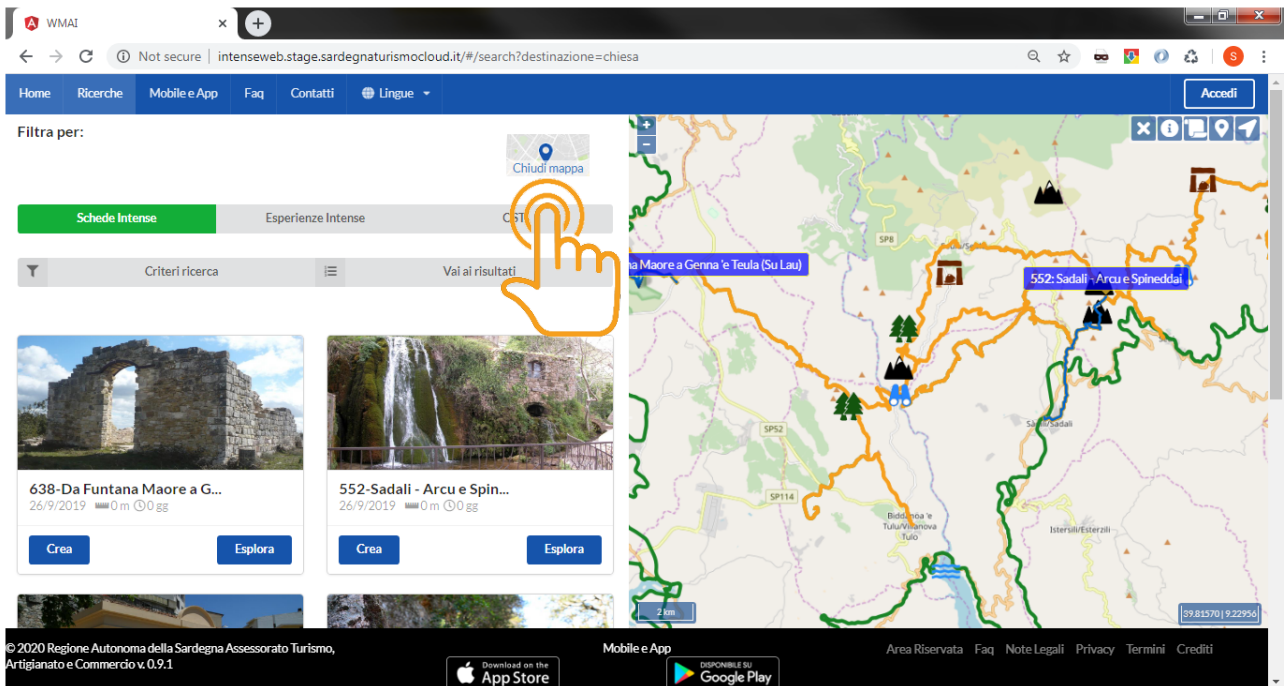 WMAI
Not secure | intenseweb.stage.sardegnaturismocloud.it/#/search?destinazione=chiesa
S
Home Ricerche Mobile e App Faq Contatti Lingue Accedi
Filtra per:
Chiudi mappa
Schede Intense Esperienze Intense
Criteri ricerca Vai ai risultati
638-Da Funtana Maore a G...
26/9/2019 0 m 0 gg
Crea Esplora
552-Sadali - Arcu e Spin...
26/9/2019 0 m 0 gg
Crea Esplora
+
−
SP8
Maore a Genna 'e Teula (Su Lau)
552: Sadali - Arcu e Spineddai
SP52
SP114
Biddanoa 'e
Tulu/Villanova
Tulo
Istersili/Esterzili
2 km
39.81570 | 9.22956
© 2020 Regione Autonoma della Sardegna Assessorato Turismo,
Artigianato e Commercio v. 0.9.1
Download on the
App Store
Mobile e App
DISPONIBILE SU
Google Play
Area Riservata Faq Note Legali Privacy Termini Crediti